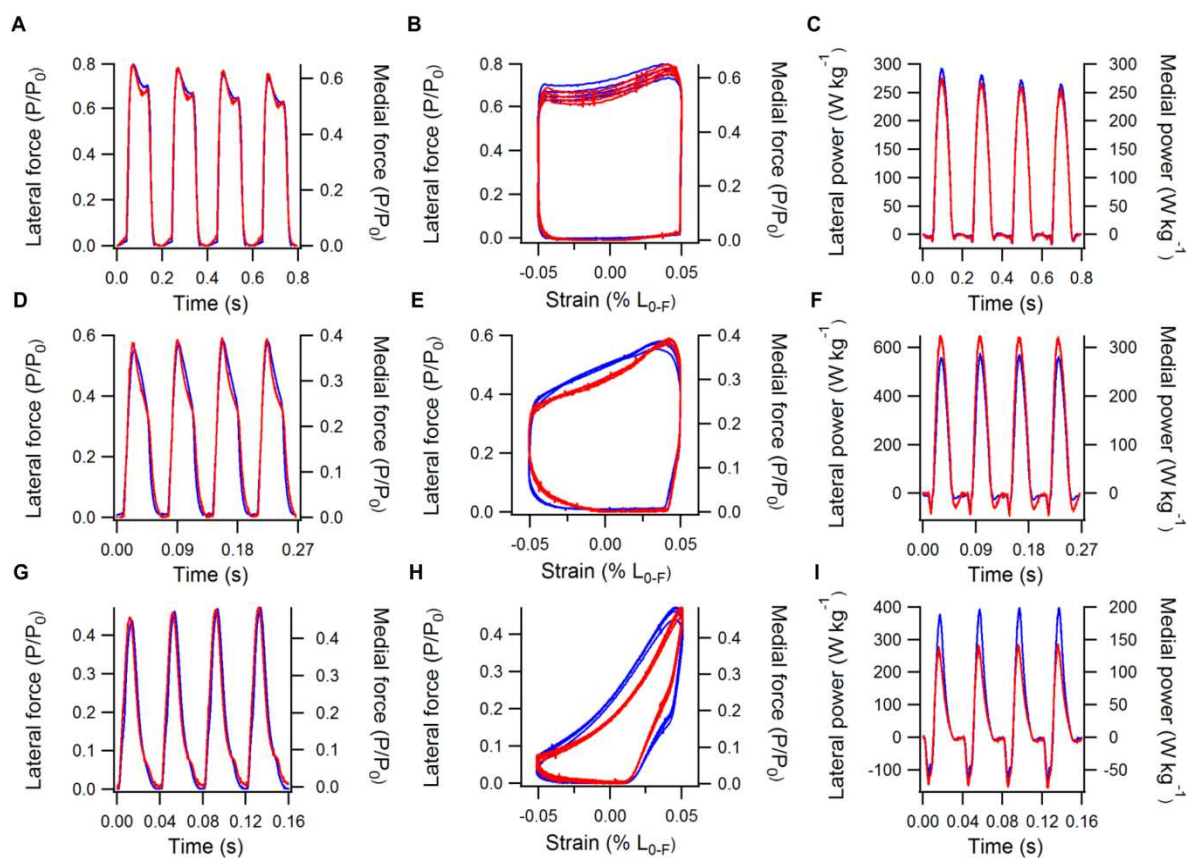 A
B
C
Lateral force (P/P₀)
0.8
0.6
0.4
0.2
0.0
0.6
0.4
0.2
0.0
Medial force (P/P₀)
0.0 0.2 0.4 0.6 0.8
Time (s)
Lateral force (P/P₀)
0.8
0.6
0.4
0.2
0.0
0.6
0.4
0.2
0.0
Medial force (P/P₀)
-0.05 0.00 0.05
Strain (% L₀₋F)
Lateral power (W kg⁻¹)
300
250
200
150
100
150
300
0
50
300
250
200
150
100
50
0
Medial power (W kg⁻¹)
0.0 0.2 0.4 0.6 0.8
Time (s)
D
E
F
Lateral force (P/P₀)
0.6
0.4
0.2
0.0
0.4
0.3
0.2
0.1
0.0
Medial force (P/P₀)
0.00 0.09 0.18 0.27
Time (s)
Lateral force (P/P₀)
0.6
0.4
0.2
0.0
0.4
0.3
0.2
0.1
0.0
Medial force (P/P₀)
-0.05 0.00 0.05
Strain (% L₀₋F)
Lateral power (W kg⁻¹)
600
400
200
0
300
200
100
0
Medial power (W kg⁻¹)
0.00 0.09 0.18 0.27
Time (s)
G
H
I
Lateral force (P/P₀)
0.4
0.3
0.2
0.1
0.0
0.4
0.3
0.2
0.1
0.0
Medial force (P/P₀)
0.00 0.04 0.08 0.12 0.16
Time (s)
Lateral force (P/P₀)
0.4
0.3
0.2
0.1
0.0
0.4
0.3
0.2
0.1
0.0
Medial force (P/P₀)
-0.05 0.00 0.05
Strain (% L₀₋F)
Lateral power (W kg⁻¹)
400
300
200
100
0
-100
200
150
100
50
0
-50
Medial power (W kg⁻¹)
0.00 0.04 0.08 0.12 0.16
Time (s)